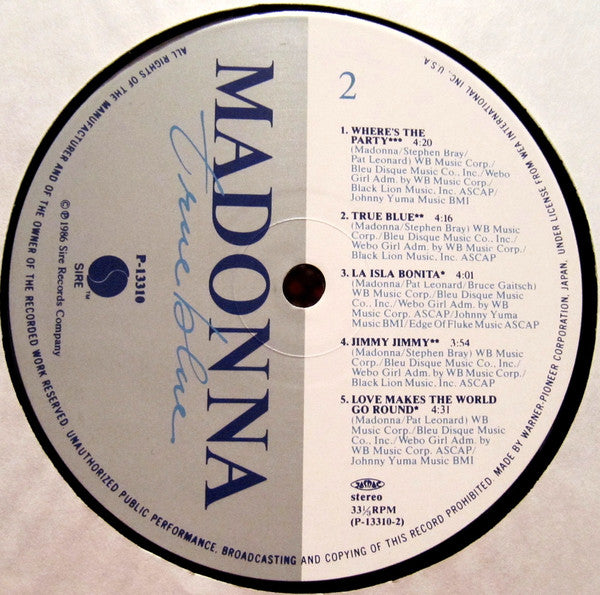 MADONNA
true blue
P-13310
SIRE™
℗©1986 Sire Records Company
2
1. WHERE'S THE
PARTY*** 4:20
(Madonna/Stephen Bray/
Pat Leonard) WB Music Corp./
Bleu Disque Music Co., Inc./Webo
Girl Adm. by WB Music Corp./
Black Lion Music. Inc. ASCAP/
Johnny Yuma Music BMI
2. TRUE BLUE** 4:16
(Madonna/Stephen Bray) WB Music
Corp./Bleu Disque Music Co., Inc./
Webo Girl Adm. by WB Music Corp./
Black Lion Music, Inc. ASCAP
3. LA ISLA BONITA* 4:01
(Madonna/Pat Leonard/Bruce Gaitsch)
WB Music Corp./Bleu Disque Music
Co., Inc./Webo Girl Adm. by WB
Music Corp. ASCAP/Johnny Yuma
Music BMI/Edge Of Fluke Music ASCAP
4. JIMMY JIMMY** 3:54
(Madonna/Stephen Bray) WB Music
Corp./Bleu Disque Music Co., Inc./
Webo Girl Adm. by WB Music Corp./
Black Lion Music, Inc. ASCAP
5. LOVE MAKES THE WORLD
GO ROUND* 4:31
(Madonna/Pat Leonard) WB
Music Corp./Bleu Disque Music
Co., Inc./Webo Girl Adm. by
WB Music Corp. ASCAP/
Johnny Yuma Music BMI
JASRAC
stereo
33⅓RPM
(P-13310-2)
ALL RIGHTS OF THE MANUFACTURER AND OF THE OWNER OF THE RECORDED WORK RESERVED. UNAUTHORIZED PUBLIC PERFORMANCE, BROADCASTING AND COPYING OF THIS RECORD PROHIBITED. MADE BY WARNER-PIONEER CORPORATION, JAPAN. UNDER LICENSE FROM WEA INTERNATIONAL INC., U.S.A